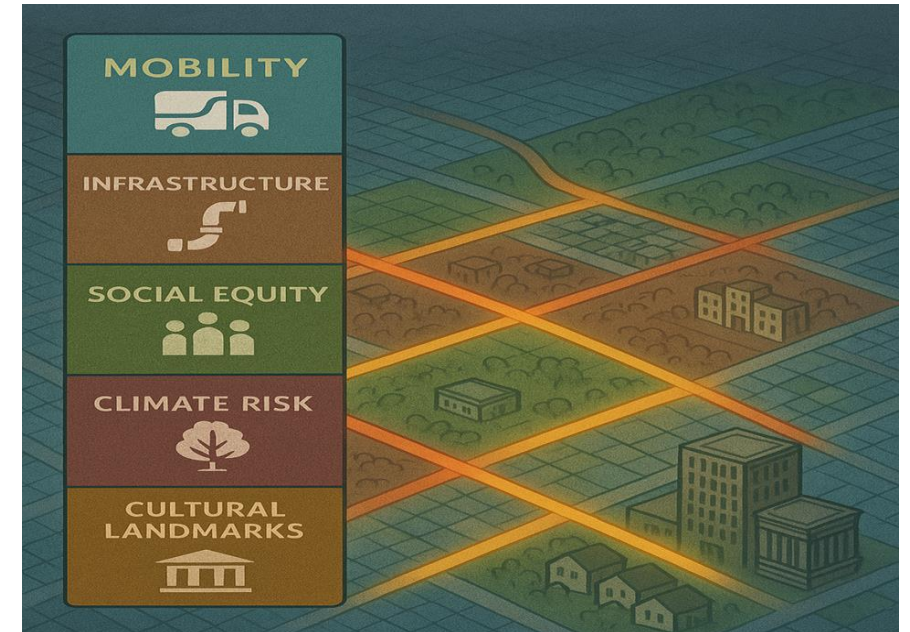 MOBILITY
INFRASTRUCTURE
SOCIAL EQUITY
CLIMATE RISK
CULTURAL
LANDMARKS